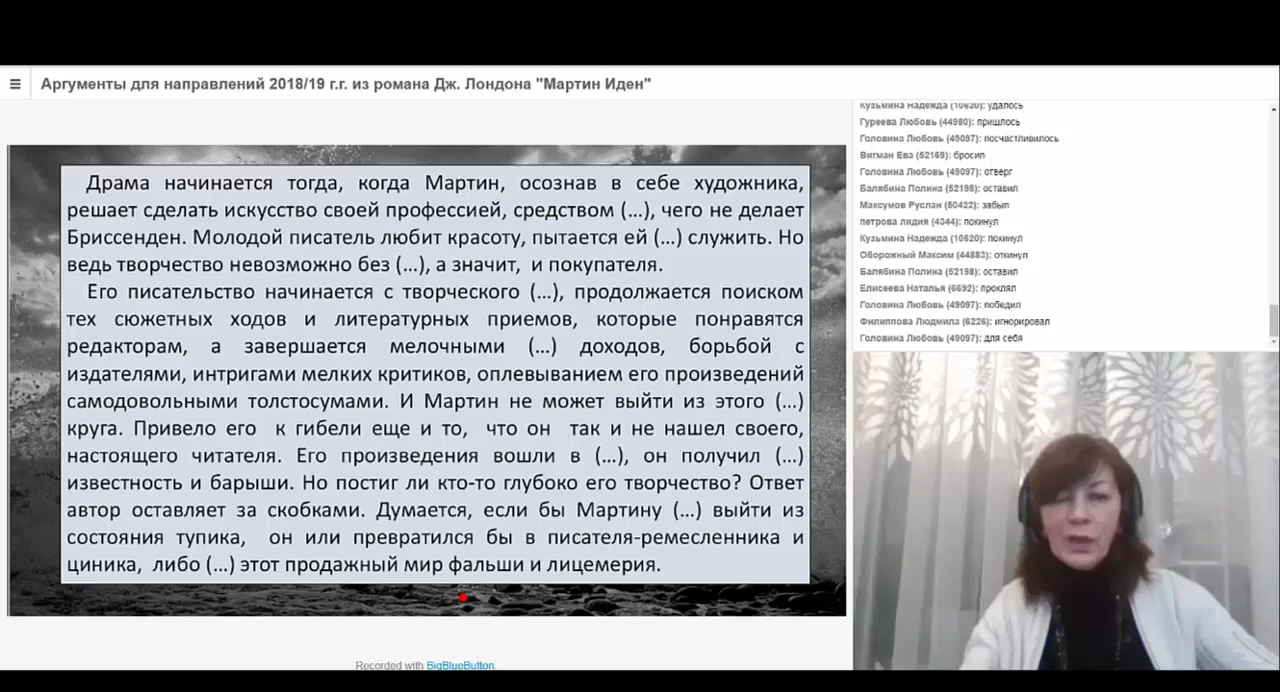 Аргументы для направлений 2018/19 г.г. из романа Дж. Лондона "Мартин Иден"
Драма начинается тогда, когда Мартин, осознав в себе художника,
решает сделать искусство своей профессией, средством (…), чего не делает
Бриссенден. Молодой писатель любит красоту, пытается ей (…) служить. Но
ведь творчество невозможно без (…), а значит, и покупателя.
Его писательство начинается с творческого (…), продолжается поиском
тех сюжетных ходов и литературных приемов, которые понравятся
редакторам, а завершается мелочными (…) доходов, борьбой с
издателями, интригами мелких критиков, оплевыванием его произведений
самодовольными толстосумами. И Мартин не может выйти из этого (…)
круга. Привело его к гибели еще и то, что он так и не нашел своего,
настоящего читателя. Его произведения вошли в (…), он получил (…)
известность и барыши. Но постиг ли кто-то глубоко его творчество? Ответ
автор оставляет за скобками. Думается, если бы Мартину (…) выйти из
состояния тупика, он или превратился бы в писателя-ремесленника и
циника, либо (…) этот продажный мир фальши и лицемерия.
Кузьмина Надежда (10620): удалось
Гуреева Любовь (44980): пришлось
Головина Любовь (49097): посчастливилось
Вигман Ева (52169): бросил
Головина Любовь (49097): отверг
Балябина Полина (52198): оставил
Максумов Руслан (50422): забыл
петрова лидия (4344): покинул
Кузьмина Надежда (10620): покинул
Оборожный Максим (44883): откинул
Балябина Полина (52198): оставил
Елисеева Наталья (6692): проклял
Головина Любовь (49097): победил
Филиппова Людмила (6226): игнорировал
Головина Любовь (49097): для себя
Recorded with BigBlueButton.